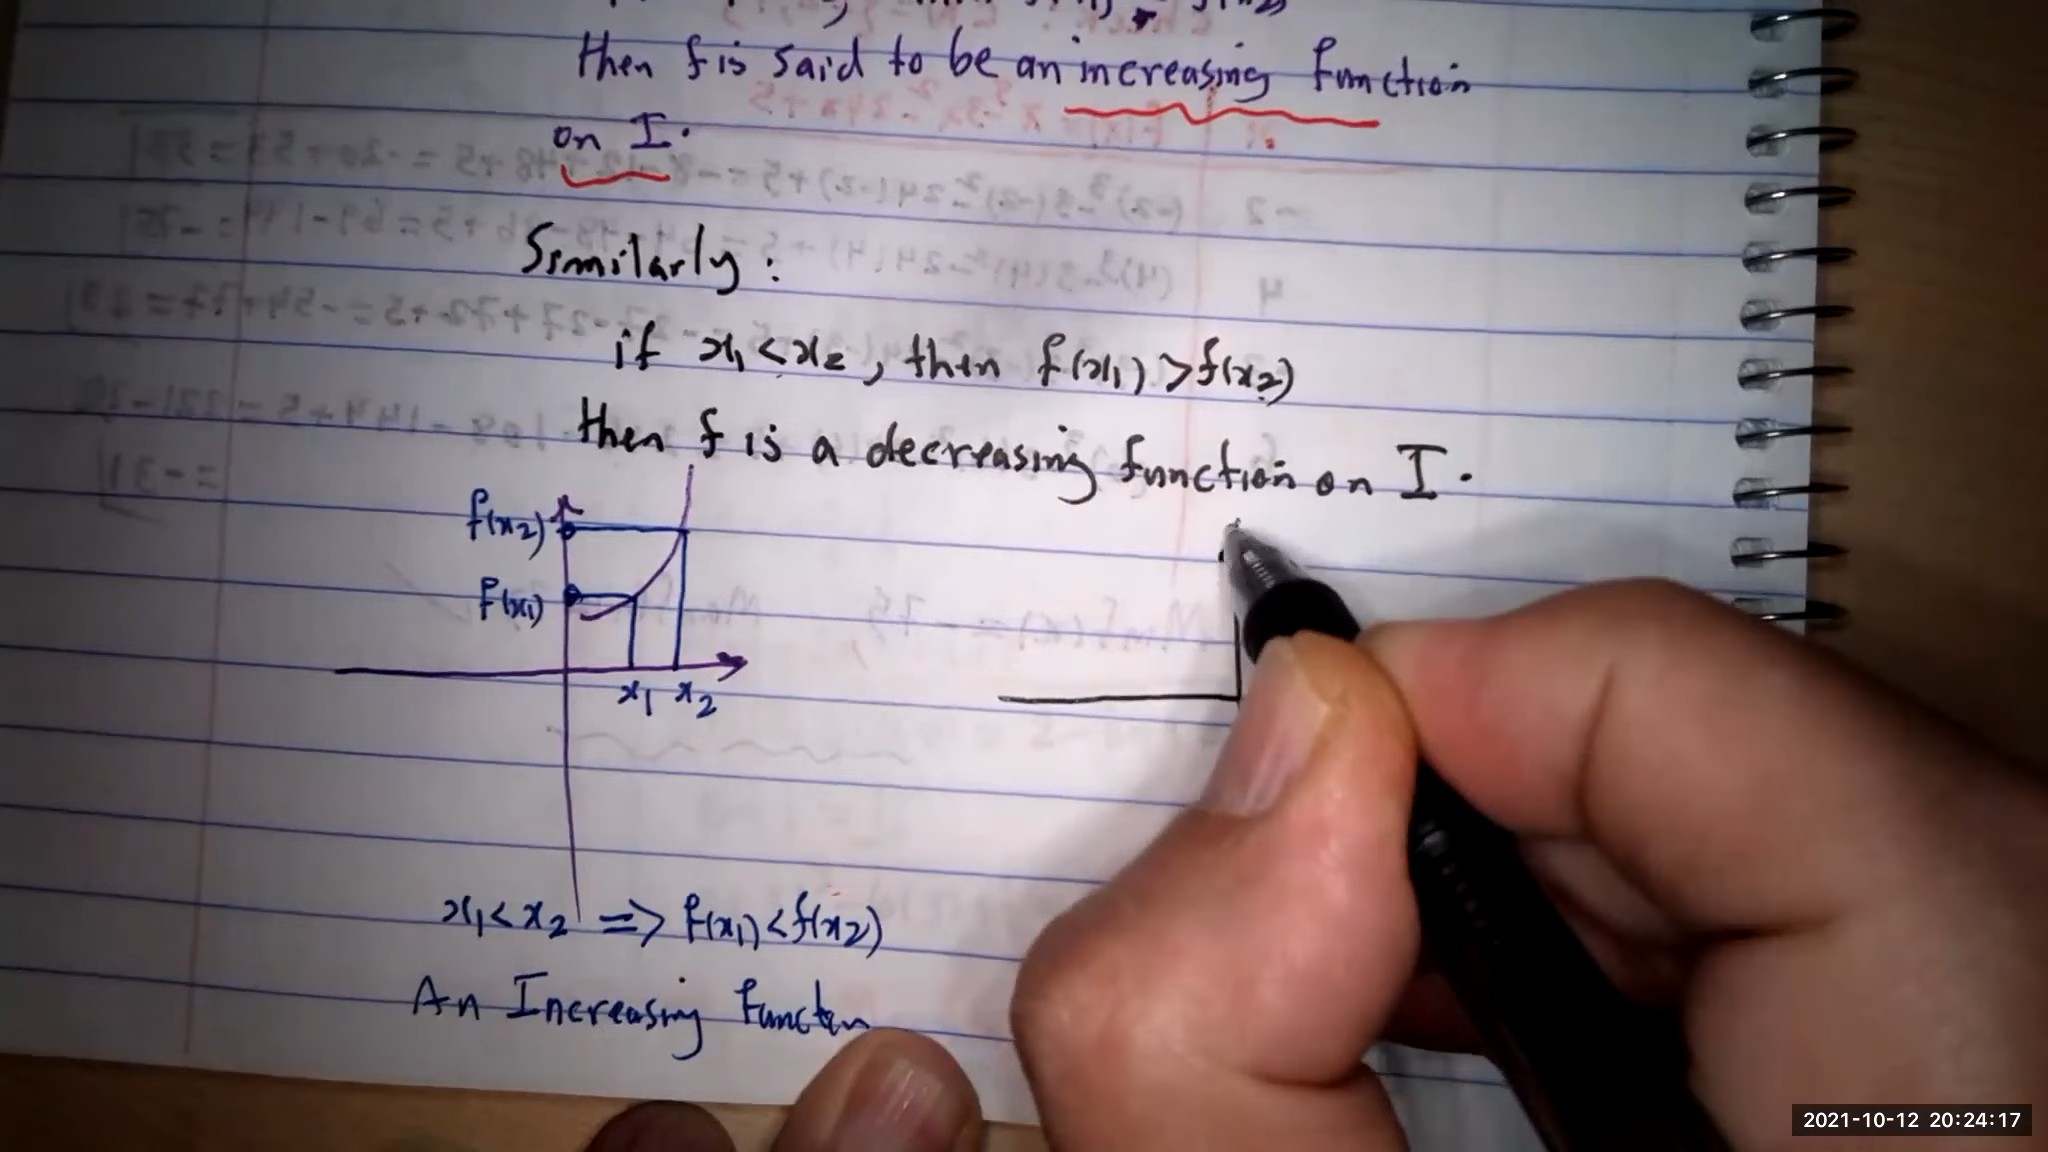 then f is said to be an increasing function
on I.
Similarly:
if x₁ < x₂, then f(x₁) > f(x₂)
then f is a decreasing function on I.
f(x₂)
f(x₁)
x₁ x₂
x₁ < x₂ => f(x₁) < f(x₂)
An Increasing Functon
2021-10-12 20:24:17